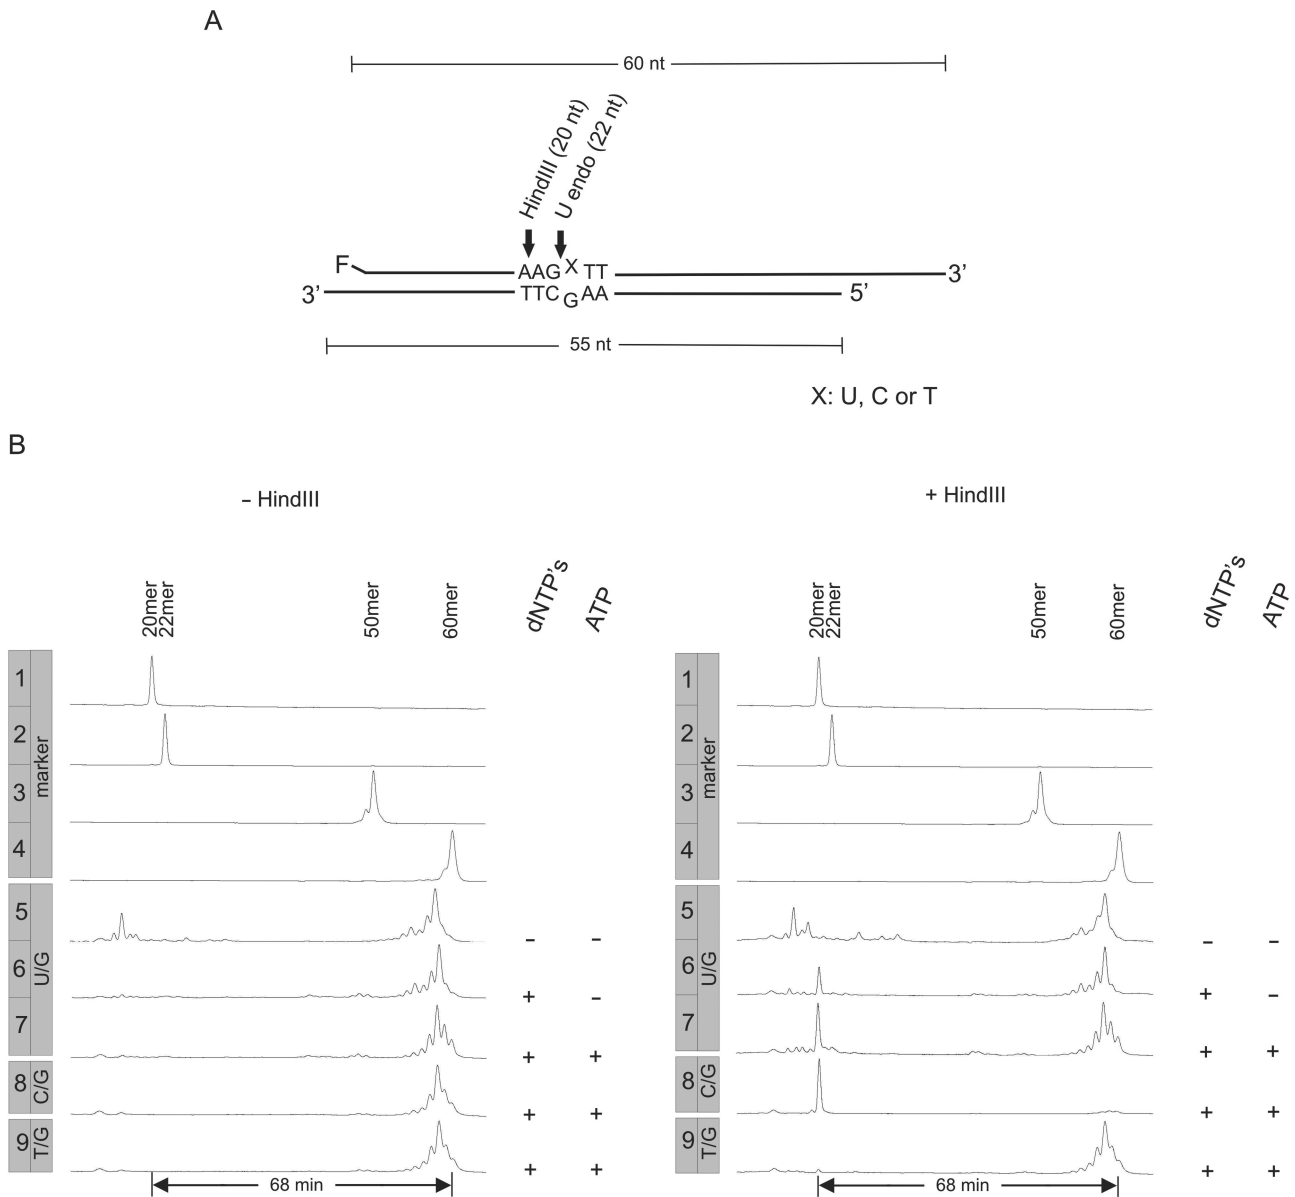 A
60 nt
HindIII (20 nt)
U endo (22 nt)
F
AAG X TT
3’
3’
TTC G AA
5’
55 nt
X: U, C or T
B
– HindIII
20mer
22mer
50mer
60mer
dNTP’s
ATP
1
2
3
4
marker
5
– –
6
+ –
7
+ +
U/G
8
C/G
+ +
9
T/G
+ +
68 min
+ HindIII
20mer
22mer
50mer
60mer
dNTP’s
ATP
1
2
3
4
marker
5
– –
6
+ –
7
+ +
U/G
8
C/G
+ +
9
T/G
+ +
68 min